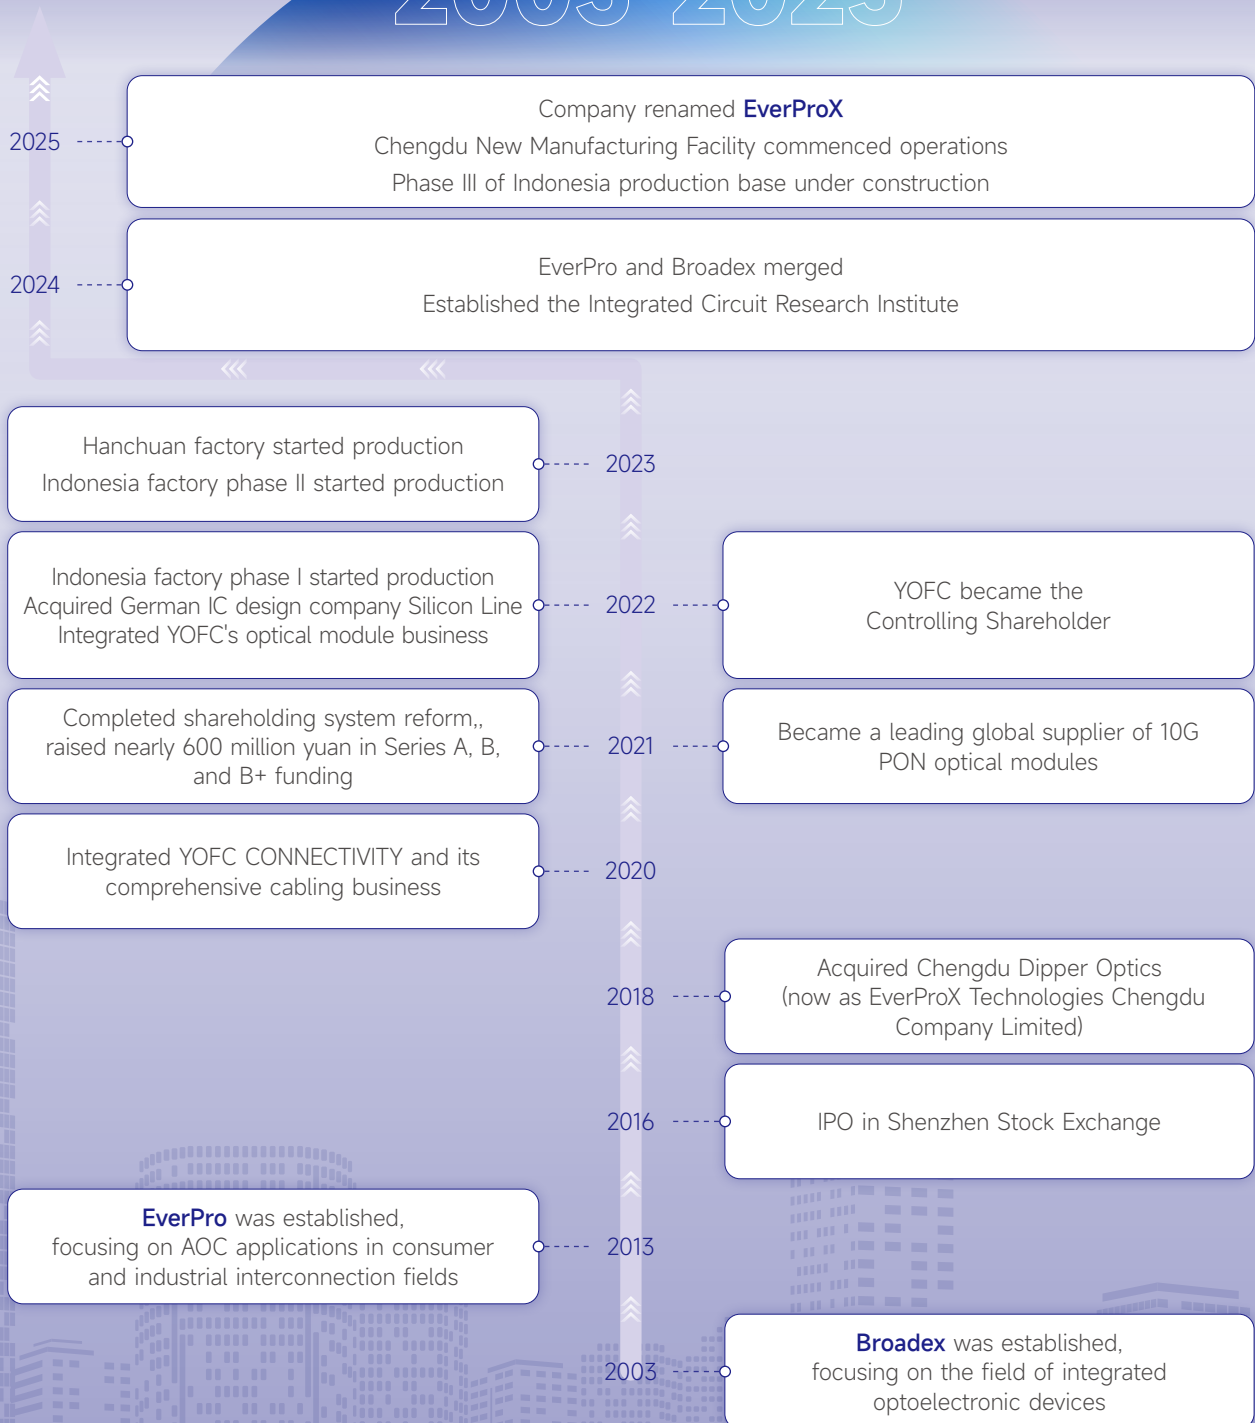 2003-2025
2025
Company renamed EverProX
Chengdu New Manufacturing Facility commenced operations
Phase III of Indonesia production base under construction
2024
EverPro and Broadex merged
Established the Integrated Circuit Research Institute
Hanchuan factory started production
Indonesia factory phase II started production
2023
Indonesia factory phase I started production
Acquired German IC design company Silicon Line
Integrated YOFC's optical module business
2022
YOFC became the
Controlling Shareholder
Completed shareholding system reform,,
raised nearly 600 million yuan in Series A, B,
and B+ funding
2021
Became a leading global supplier of 10G
PON optical modules
Integrated YOFC CONNECTIVITY and its
comprehensive cabling business
2020
2018
Acquired Chengdu Dipper Optics
(now as EverProX Technologies Chengdu
Company Limited)
2016
IPO in Shenzhen Stock Exchange
EverPro was established,
focusing on AOC applications in consumer
and industrial interconnection fields
2013
2003
Broadex was established,
focusing on the field of integrated
optoelectronic devices